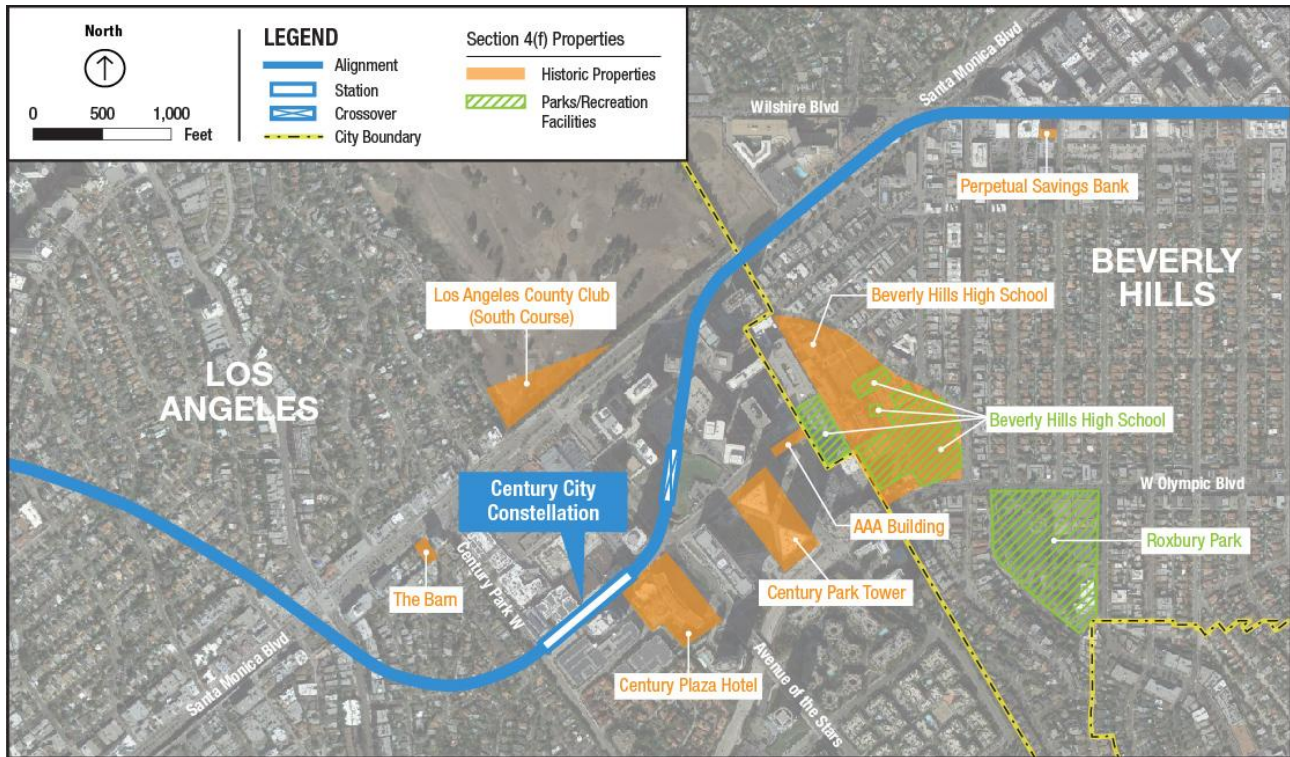 North
0 500 1,000
Feet
LEGEND
Alignment
Station
Crossover
City Boundary
Section 4(f) Properties
Historic Properties
Parks/Recreation
Facilities
Santa Monica Blvd
Wilshire Blvd
Perpetual Savings Bank
BEVERLY
HILLS
Beverly Hills High School
Los Angeles County Club
(South Course)
LOS
ANGELES
Beverly Hills High School
Century City
Constellation
W Olympic Blvd
AAA Building
Roxbury Park
Century Park W
The Barn
Century Park Tower
Santa Monica Blvd
Century Plaza Hotel
Avenue of the Stars